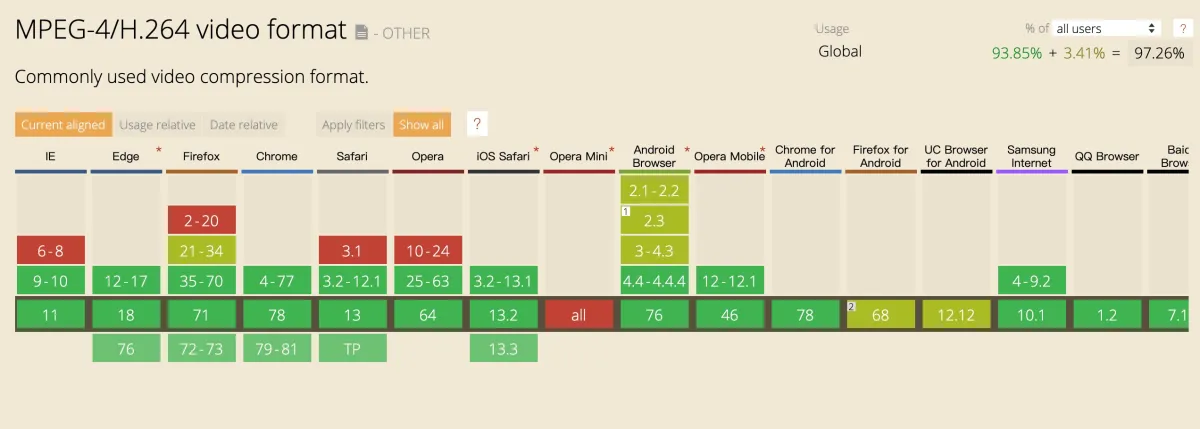 MPEG-4/H.264 video format - OTHER
Usage % of all users ?
Global 93.85% + 3.41% = 97.26%
Commonly used video compression format.
Current aligned Usage relative Date relative Apply filters Show all ?
IE Edge * Firefox Chrome Safari Opera iOS Safari * Opera Mini * Android Browser * Opera Mobile * Chrome for Android Firefox for Android UC Browser for Android Samsung Internet QQ Browser
2.1-2.2
2-20 1 2.3
6-8 21-34 3.1 10-24 3-4.3
9-10 12-17 35-70 4-77 3.2-12.1 25-63 3.2-13.1 4.4-4.4.4 12-12.1 4-9.2
11 18 71 78 13 64 13.2 all 76 46 78 2 68 12.12 10.1 1.2 7.1
76 72-73 79-81 TP 13.3